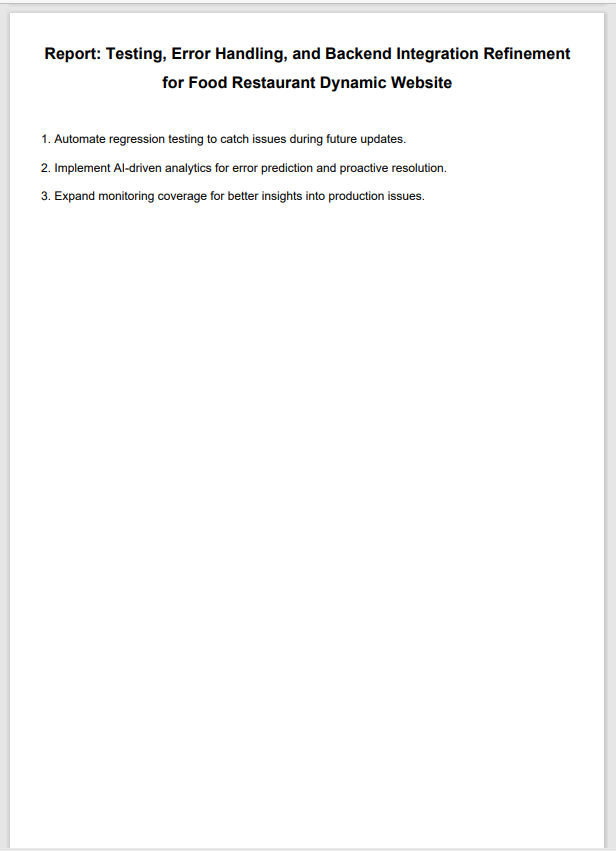 Report: Testing, Error Handling, and Backend Integration Refinement
for Food Restaurant Dynamic Website
1. Automate regression testing to catch issues during future updates.
2. Implement AI-driven analytics for error prediction and proactive resolution.
3. Expand monitoring coverage for better insights into production issues.